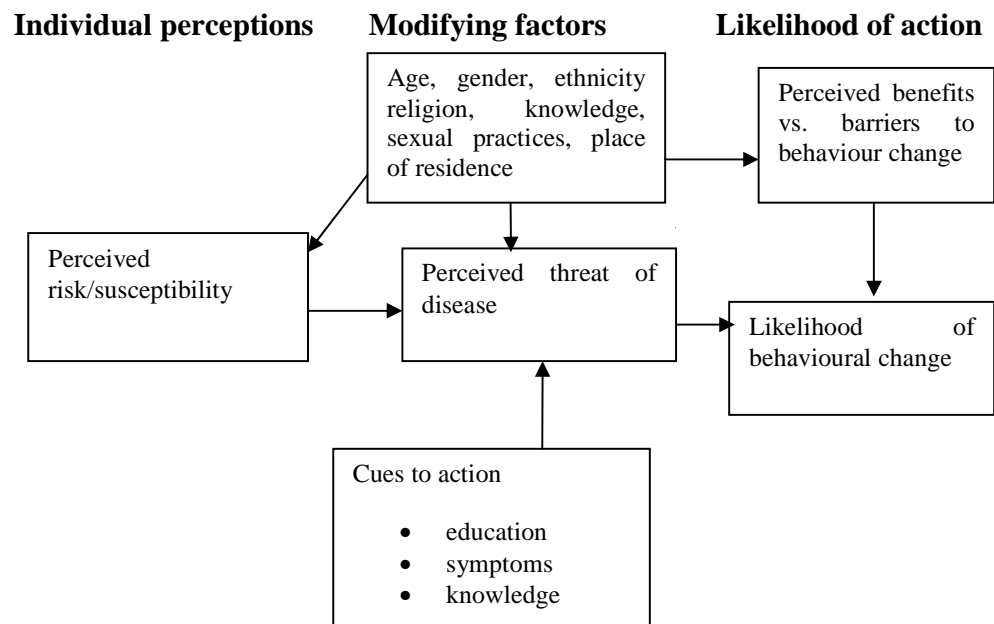 Individual perceptions
Modifying factors
Likelihood of action
Age, gender, ethnicity
religion, knowledge,
sexual practices, place
of residence
Perceived benefits
vs. barriers to
behaviour change
Perceived
risk/susceptibility
Perceived threat of
disease
Likelihood of
behavioural change
Cues to action
• education
• symptoms
• knowledge